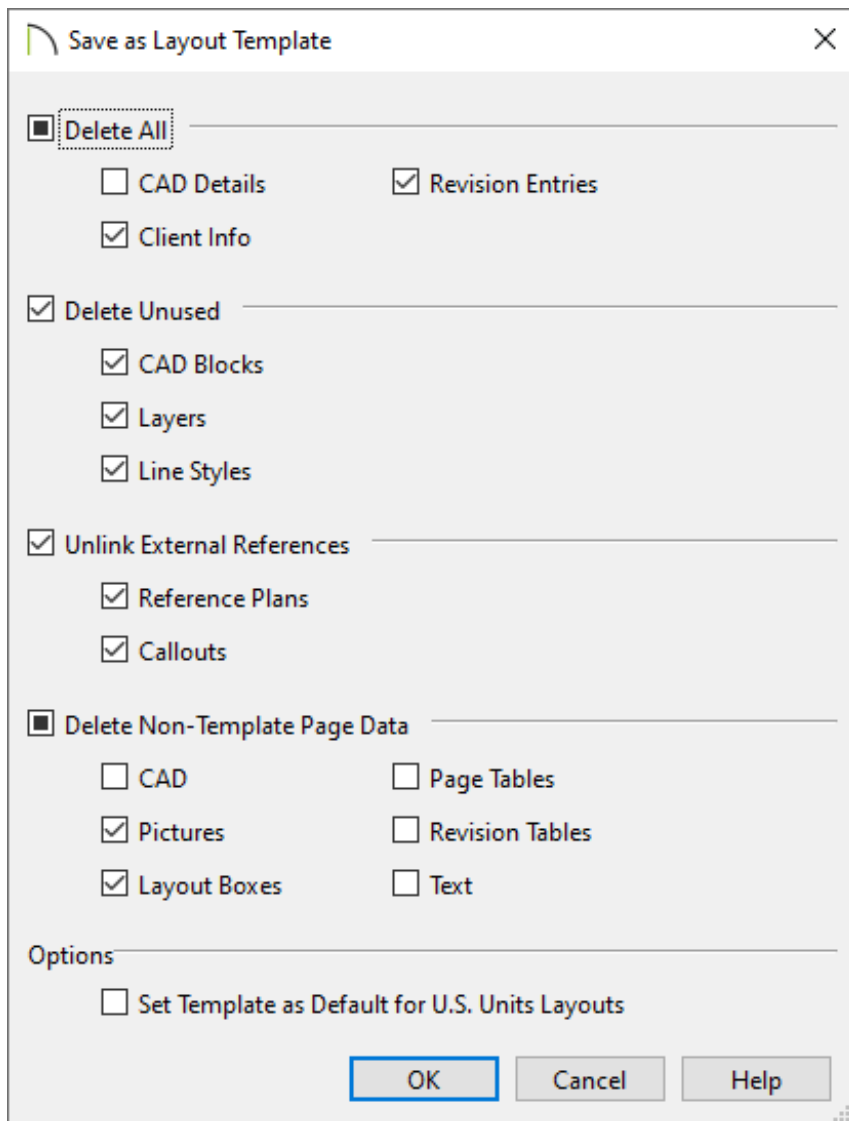 Save as Layout Template
Delete All
CAD Details Revision Entries
Client Info
Delete Unused
CAD Blocks
Layers
Line Styles
Unlink External References
Reference Plans
Callouts
Delete Non-Template Page Data
CAD Page Tables
Pictures Revision Tables
Layout Boxes Text
Options
Set Template as Default for U.S. Units Layouts
OK Cancel Help